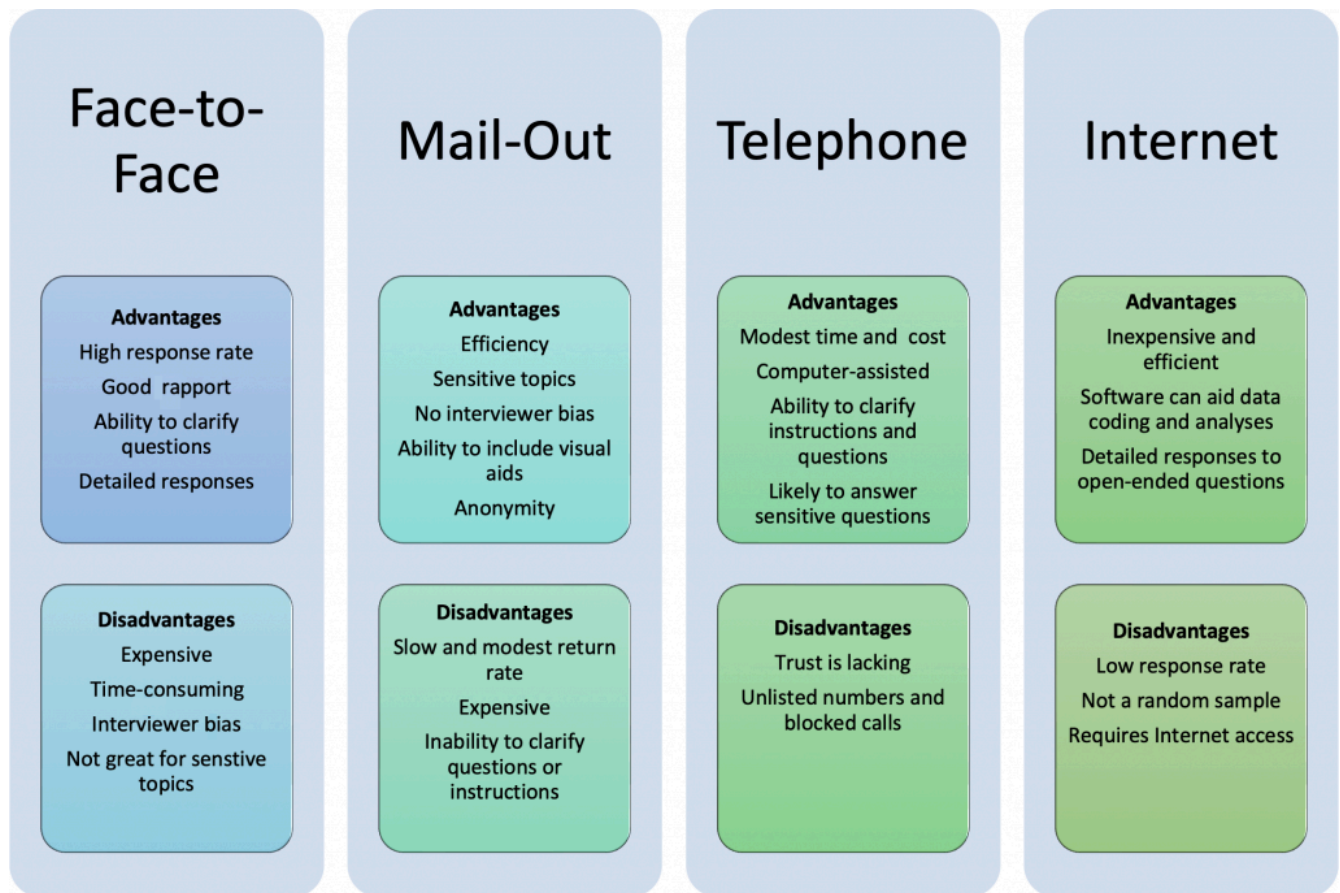 Face-to-
Face
Advantages
High response rate
Good rapport
Ability to clarify
questions
Detailed responses
Disadvantages
Expensive
Time-consuming
Interviewer bias
Not great for senstive
topics
Mail-Out
Advantages
Efficiency
Sensitive topics
No interviewer bias
Ability to include visual
aids
Anonymity
Disadvantages
Slow and modest return
rate
Expensive
Inability to clarify
questions or
instructions
Telephone
Advantages
Modest time and cost
Computer-assisted
Ability to clarify
instructions and
questions
Likely to answer
sensitive questions
Disadvantages
Trust is lacking
Unlisted numbers and
blocked calls
Internet
Advantages
Inexpensive and
efficient
Software can aid data
coding and analyses
Detailed responses to
open-ended questions
Disadvantages
Low response rate
Not a random sample
Requires Internet access